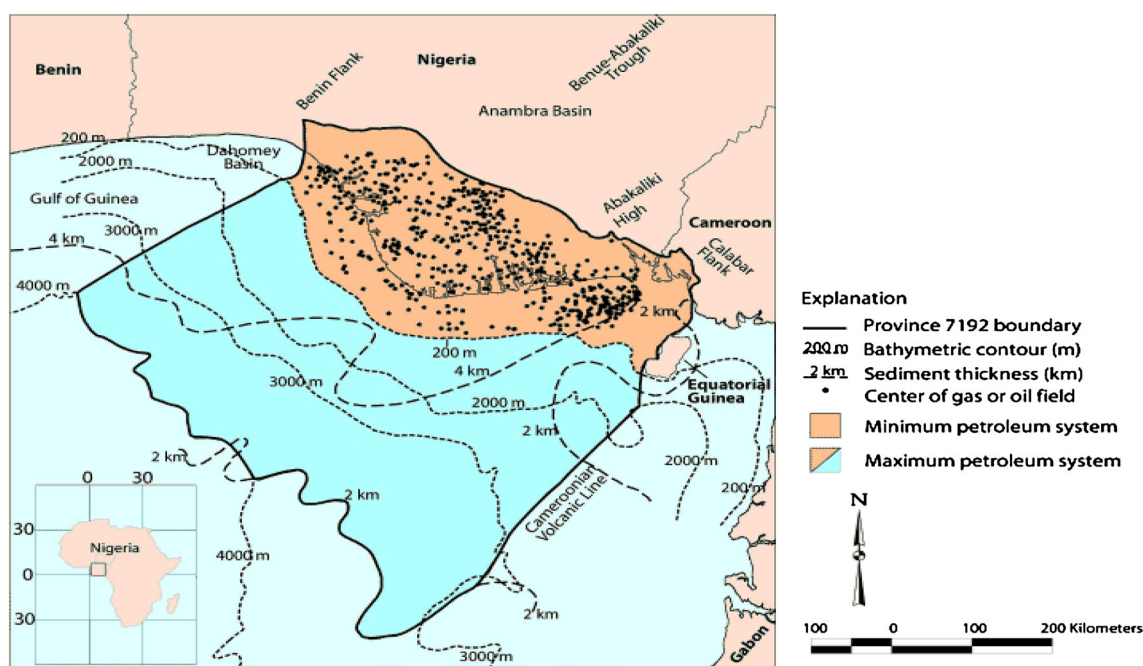 Benin
Nigeria
Benue-Abakaliki
Trough
Benin Flank
Anambra Basin
200 m
Dahomey
Basin
2000 m
Gulf of Guinea
3000 m
4 km
4000 m
Abakaliki
High
Cameroon
Calabar
Flank
2 km
200 m
4 km
3000 m
2000 m
Equatorial
Guinea
2 km
2 km
2000 m
200 m
2 km
Cameroonian
Volcanic Line
4000 m
2 km
3000 m
Gabon
0 30
30
0
30
Nigeria
Explanation
Province 7192 boundary
200 m Bathymetric contour (m)
2 km Sediment thickness (km)
Center of gas or oil field
Minimum petroleum system
Maximum petroleum system
N
100 0 100 200 Kilometers